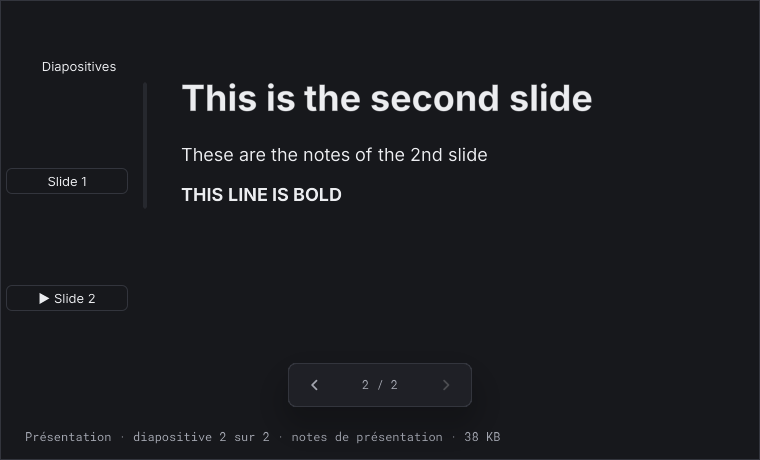 Diapositives
This is the second slide
These are the notes of the 2nd slide
THIS LINE IS BOLD
Slide 1
▶ Slide 2
2 / 2
Présentation · diapositive 2 sur 2 · notes de présentation · 38 KB